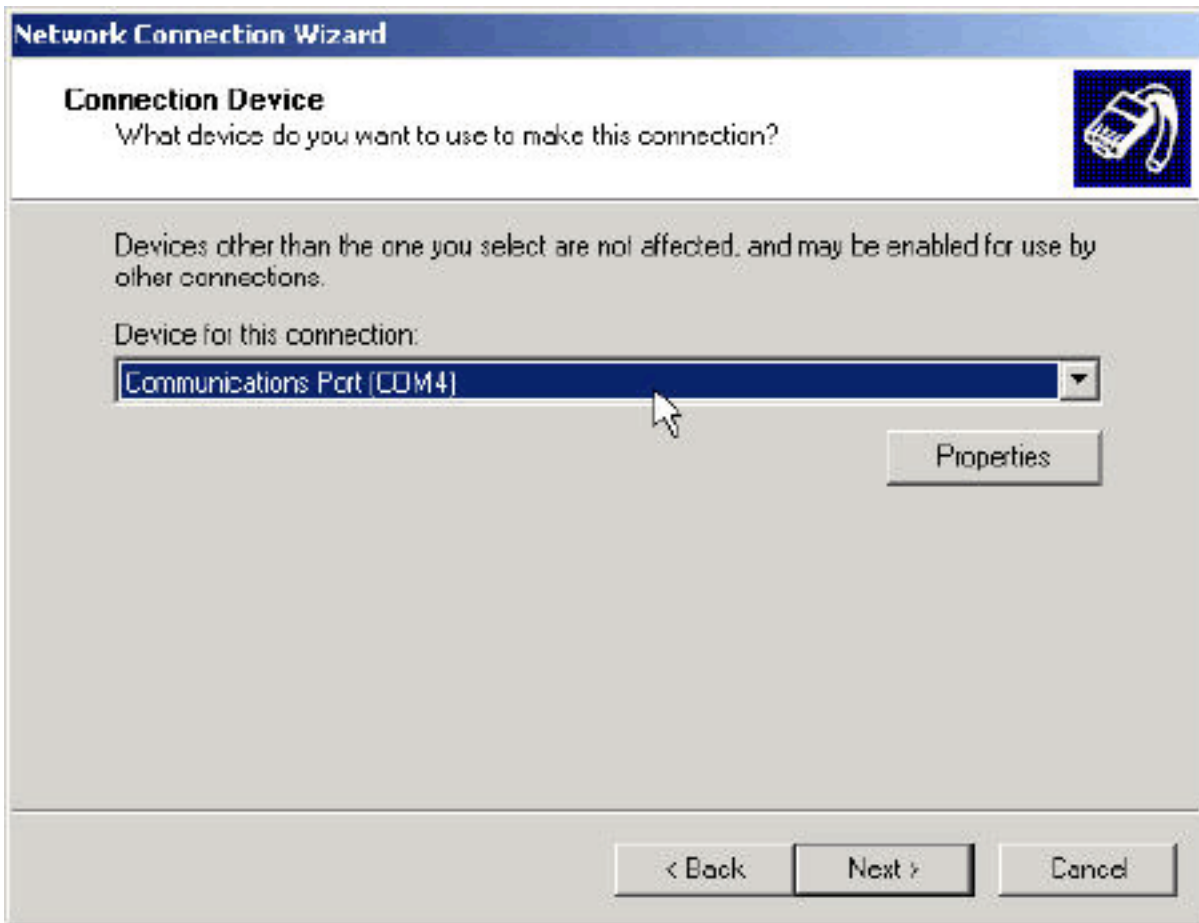 Network Connection Wizard
Connection Device
What device do you want to use to make this connection?
Devices other than the one you select are not affected, and may be enabled for use by
other connections.
Device for this connection:
Communications Port (COM4)
Properties
< Back
Next >
Cancel